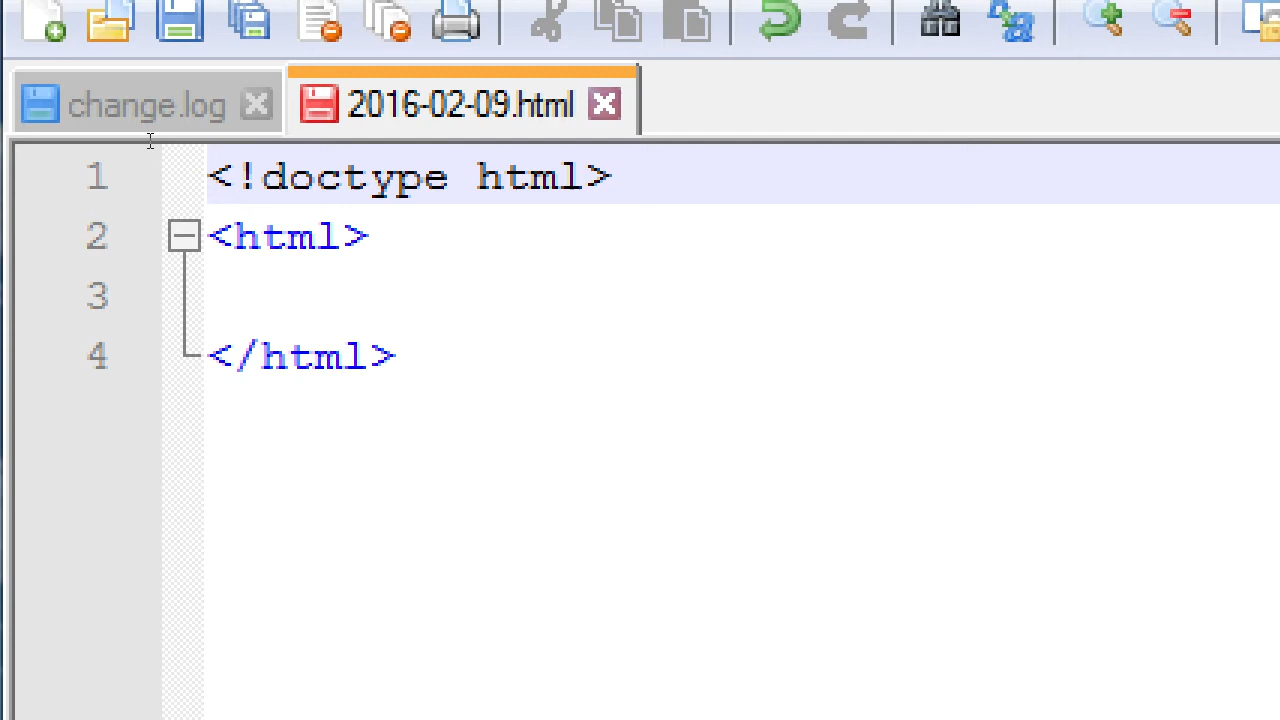 change.log 2016-02-09.html
1 <!doctype html>
2 <html>
3
4 </html>